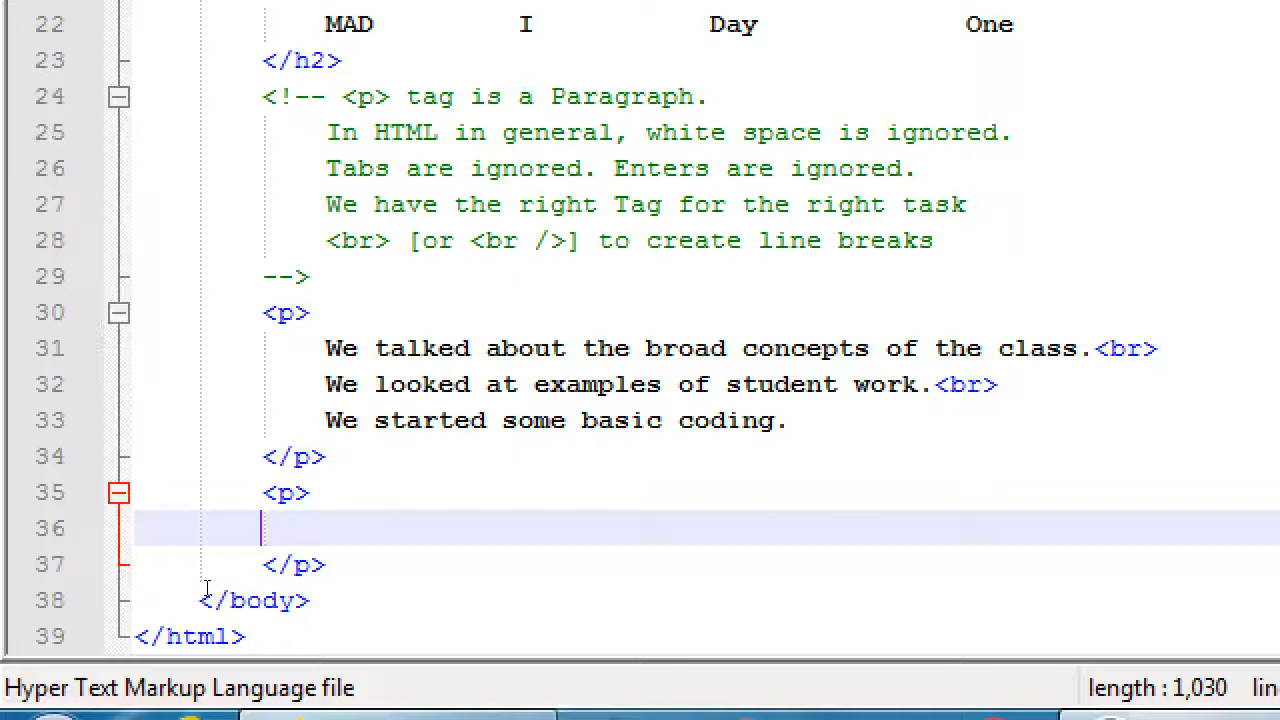 22 MAD I Day One
23 </h2>
24 <!-- <p> tag is a Paragraph.
25 In HTML in general, white space is ignored.
26 Tabs are ignored. Enters are ignored.
27 We have the right Tag for the right task
28 <br> [or <br />] to create line breaks
29 -->
30 <p>
31 We talked about the broad concepts of the class.<br>
32 We looked at examples of student work.<br>
33 We started some basic coding.
34 </p>
35 <p>
36
37 </p>
38 </body>
39 </html>
Hyper Text Markup Language file length : 1,030 lin